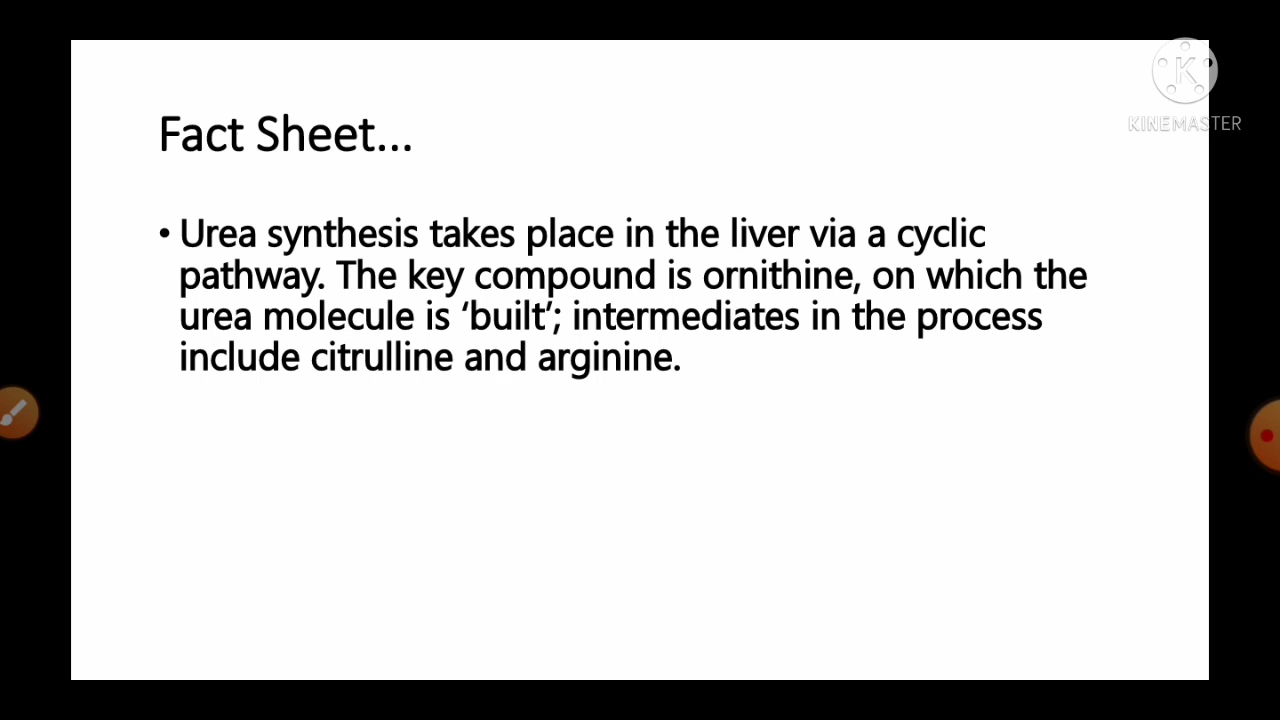 K
KINEMASTER
Fact Sheet...
• Urea synthesis takes place in the liver via a cyclic
pathway. The key compound is ornithine, on which the
urea molecule is ‘built’; intermediates in the process
include citrulline and arginine.